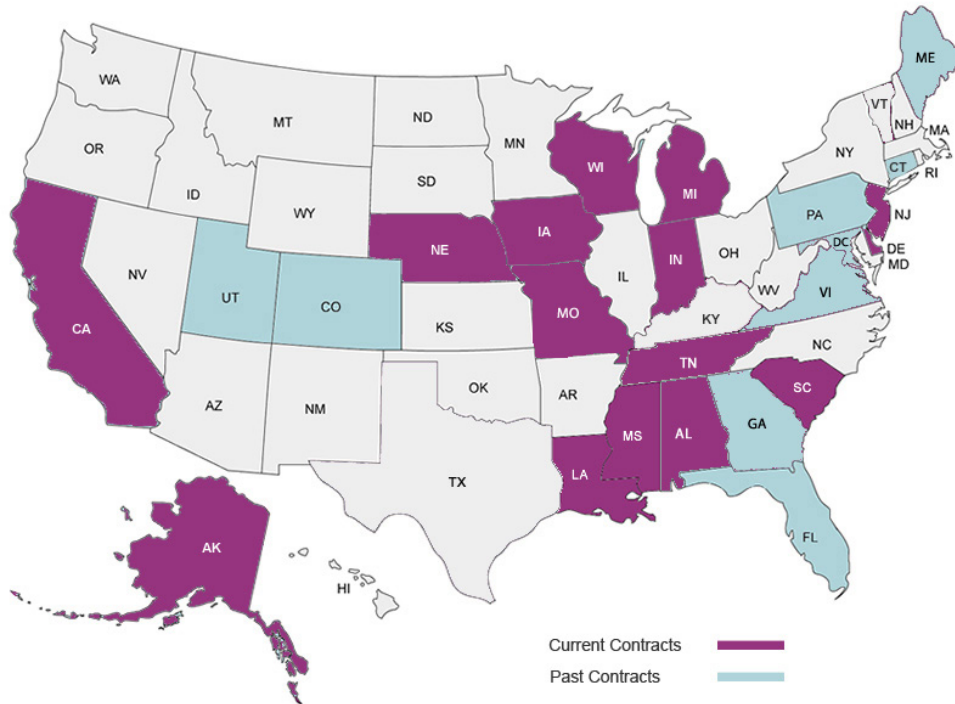 WA
MT
ND
MN
ME
VT
NH
MA
OR
ID
SD
WI
MI
NY
CT
RI
WY
NE
IA
PA
NJ
NV
UT
CO
IL
IN
OH
DC
DE
MD
WV
VI
CA
KS
MO
KY
NC
AZ
NM
OK
AR
TN
SC
TX
LA
MS
AL
GA
FL
AK
HI
Current Contracts
Past Contracts